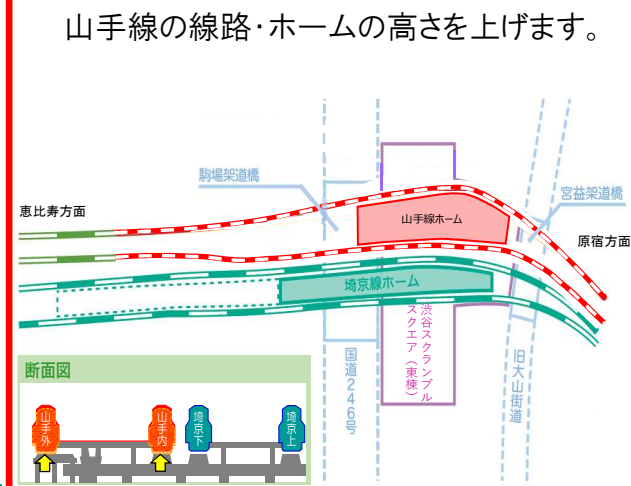 山手線の線路・ホームの高さを上げます。
駒場架道橋
宮益架道橋
恵比寿方面
山手線ホーム
原宿方面
埼京線ホーム
渋谷スクランブル
スクエア（東棟）
国道246号
旧大山街道
断面図
山手外
山手内
埼京下
埼京上